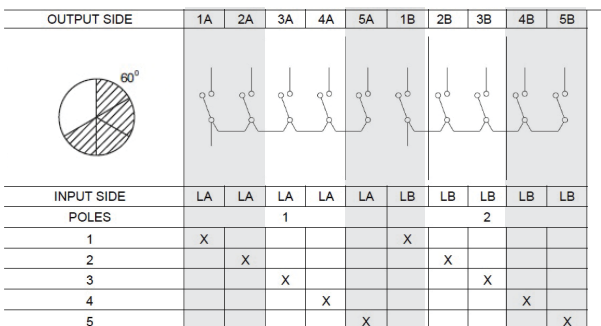 OUTPUT SIDE 1A 2A 3A 4A 5A 1B 2B 3B 4B 5B
60°
INPUT SIDE LA LA LA LA LA LB LB LB LB LB
POLES 1 2
1 X X
2 X X
3 X X
4 X X
5 X X